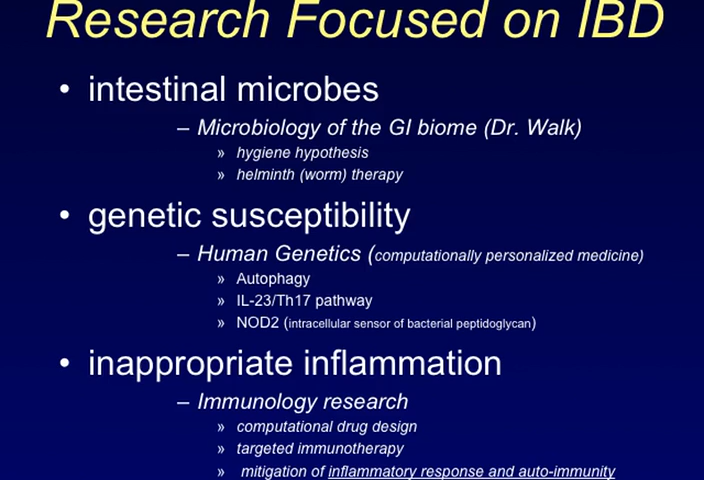 Research Focused on IBD
• intestinal microbes
– Microbiology of the GI biome (Dr. Walk)
» hygiene hypothesis
» helminth (worm) therapy
• genetic susceptibility
– Human Genetics (computationally personalized medicine)
» Autophagy
» IL-23/Th17 pathway
» NOD2 (intracellular sensor of bacterial peptidoglycan)
• inappropriate inflammation
– Immunology research
» computational drug design
» targeted immunotherapy
» mitigation of inflammatory response and auto-immunity